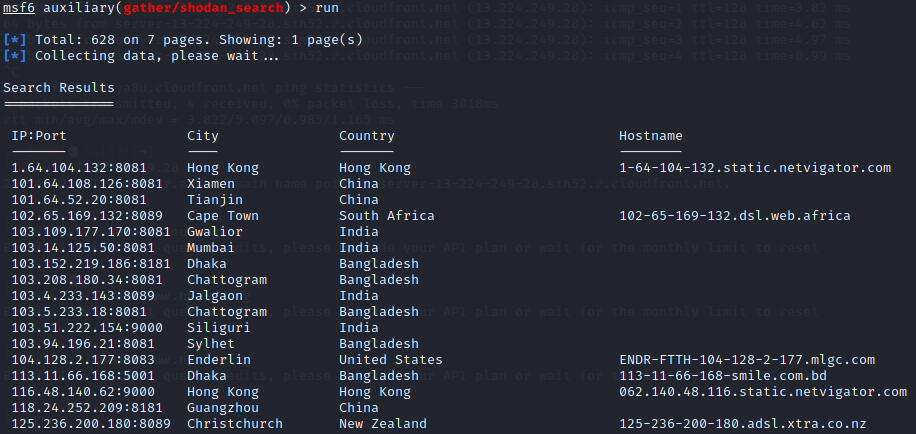 msf6 auxiliary(gather/shodan_search) > run
[*] Total: 628 on 7 pages. Showing: 1 page(s)
[*] Collecting data, please wait...
Search Results
==============
IP:Port City Country Hostname
------- ---- ------- --------
1.64.104.132:8081 Hong Kong Hong Kong 1-64-104-132.static.netvigator.com
101.64.108.126:8081 Xiamen China
101.64.52.20:8081 Tianjin China
102.65.169.132:8089 Cape Town South Africa 102-65-169-132.dsl.web.africa
103.109.177.170:8081 Gwalior India
103.14.125.50:8081 Mumbai India
103.152.219.186:8181 Dhaka Bangladesh
103.208.180.34:8081 Chattogram Bangladesh
103.4.233.143:8089 Jalgaon India
103.5.233.18:8081 Chattogram Bangladesh
103.51.222.154:9000 Siliguri India
103.94.196.21:8081 Sylhet Bangladesh
104.128.2.177:8083 Enderlin United States ENDR-FTTH-104-128-2-177.mlgc.com
113.11.66.168:5001 Dhaka Bangladesh 113-11-66-168-smile.com.bd
116.48.140.62:9000 Hong Kong Hong Kong 062.140.48.116.static.netvigator.com
118.24.252.209:8181 Guangzhou China
125.236.200.180:8089 Christchurch New Zealand 125-236-200-180.adsl.xtra.co.nz